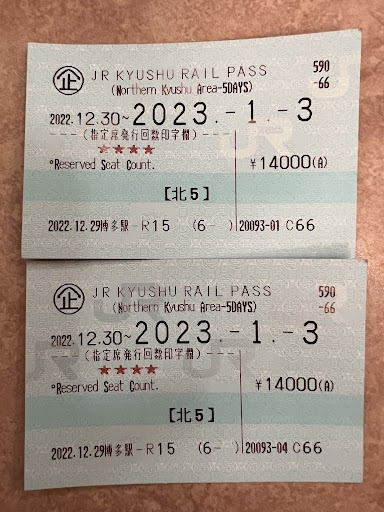 企 JR KYUSHU RAIL PASS 590
(Northern Kyushu Area-5DAYS) -66
2022.12.30~2023.-1.-3
---(指定席発行回数印字欄)---
★★★★
°Reserved Seat Count. ¥14000(A)
【北5】
2022.12.29博多駅-R15 (6- ) 20093-01 C66
企 JR KYUSHU RAIL PASS 590
(Northern Kyushu Area-5DAYS) -66
2022.12.30~2023.-1.-3
---(指定席発行回数印字欄)---
★★★★
°Reserved Seat Count. ¥14000(A)
【北5】
2022.12.29博多駅-R15 (6- ) 20093-04 C66